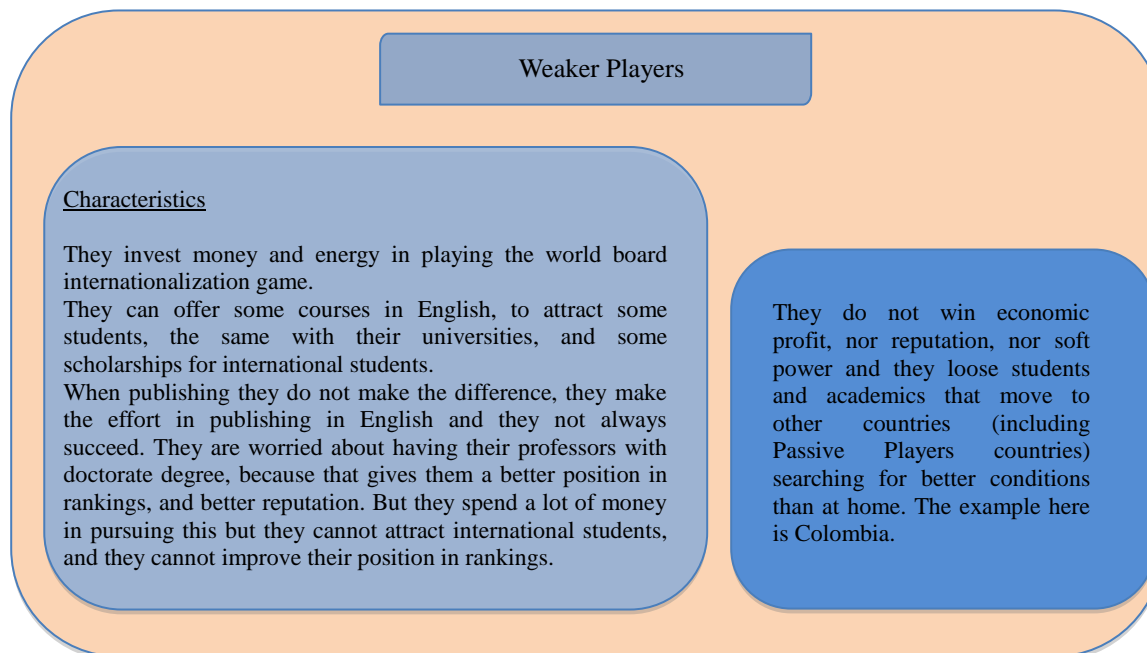 Weaker Players
Characteristics
They invest money and energy in playing the world board
internationalization game.
They can offer some courses in English, to attract some
students, the same with their universities, and some
scholarships for international students.
When publishing they do not make the difference, they make
the effort in publishing in English and they not always
succeed. They are worried about having their professors with
doctorate degree, because that gives them a better position in
rankings, and better reputation. But they spend a lot of money
in pursuing this but they cannot attract international students,
and they cannot improve their position in rankings.
They do not win economic
profit, nor reputation, nor soft
power and they loose students
and academics that move to
other countries (including
Passive Players countries)
searching for better conditions
than at home. The example here
is Colombia.